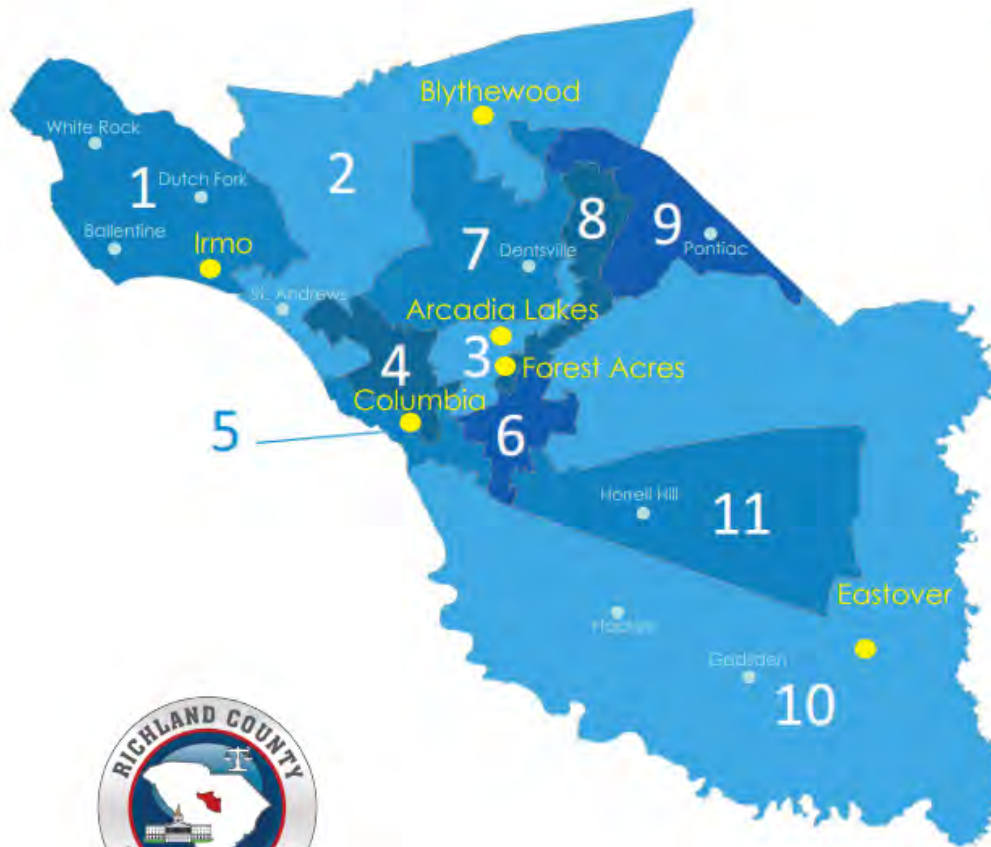 Blythewood
White Rock
2
1
Dutch Fork
8
9
7
Ballentine
Irmo
Dentsville
Pontiac
St. Andrews
Arcadia Lakes
4
3
Forest Acres
Columbia
5
6
Horrell Hill
11
Eastover
Hopkins
Gadsden
10
RICHLAND COUNTY